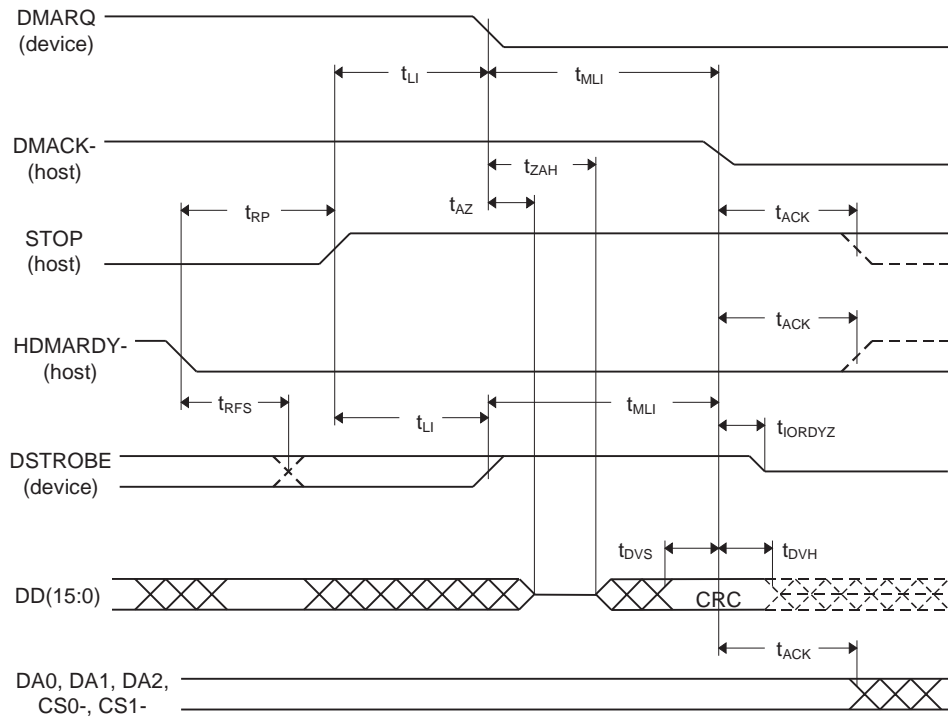 DMARQ
(device)
tLI
tMLI
DMACK-
(host)
tZAH
tAZ
tRP
tACK
STOP
(host)
tACK
HDMARDY-
(host)
tRFS
tLI
tMLI
tIORDYZ
DSTROBE
(device)
tDVS
tDVH
DD(15:0)
CRC
tACK
DA0, DA1, DA2,
CS0-, CS1-